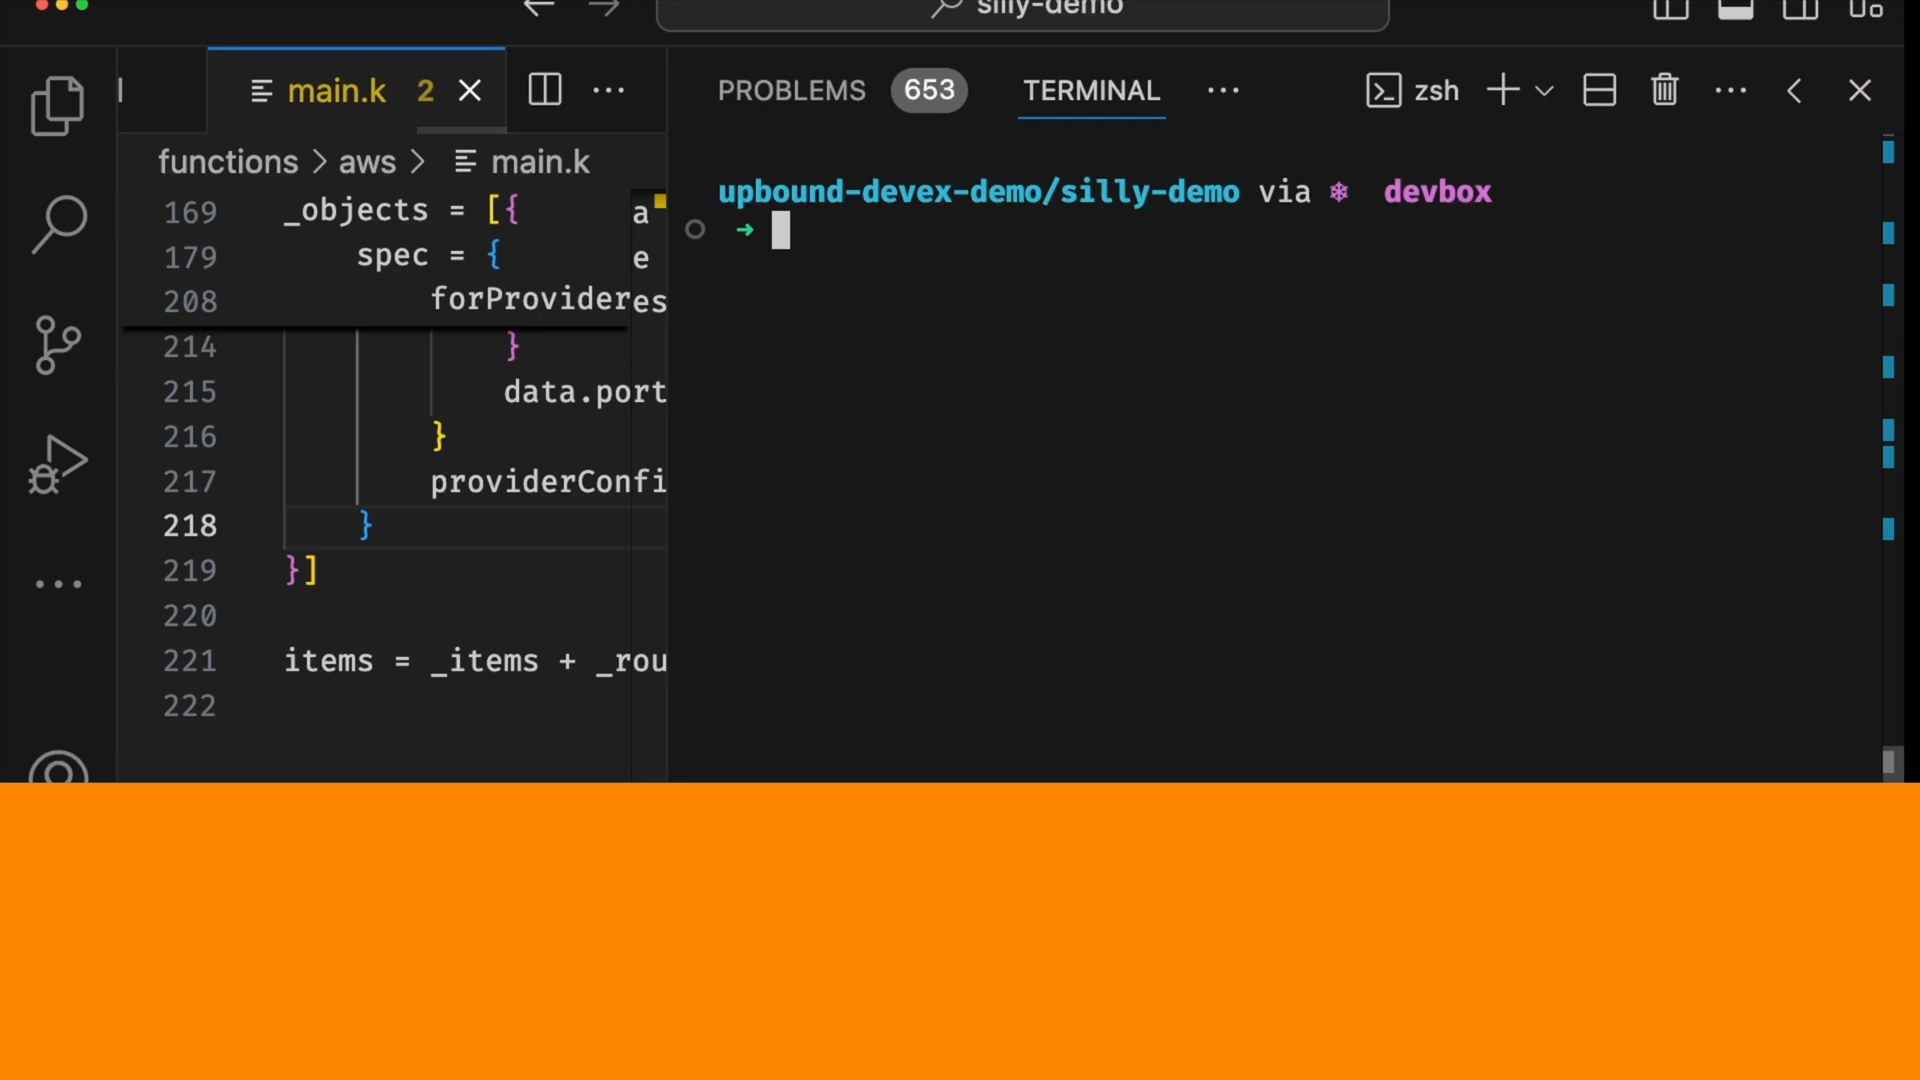 silly-demo
main.k 2
PROBLEMS 653 TERMINAL zsh
functions > aws > main.k
upbound-devex-demo/silly-demo via ❄ devbox
➜
169 _objects = [{
179 spec = {
208 forProvider
214 }
215 data.port
216 }
217 providerConfi
218 }
219 }]
220
221 items = _items + _rou
222